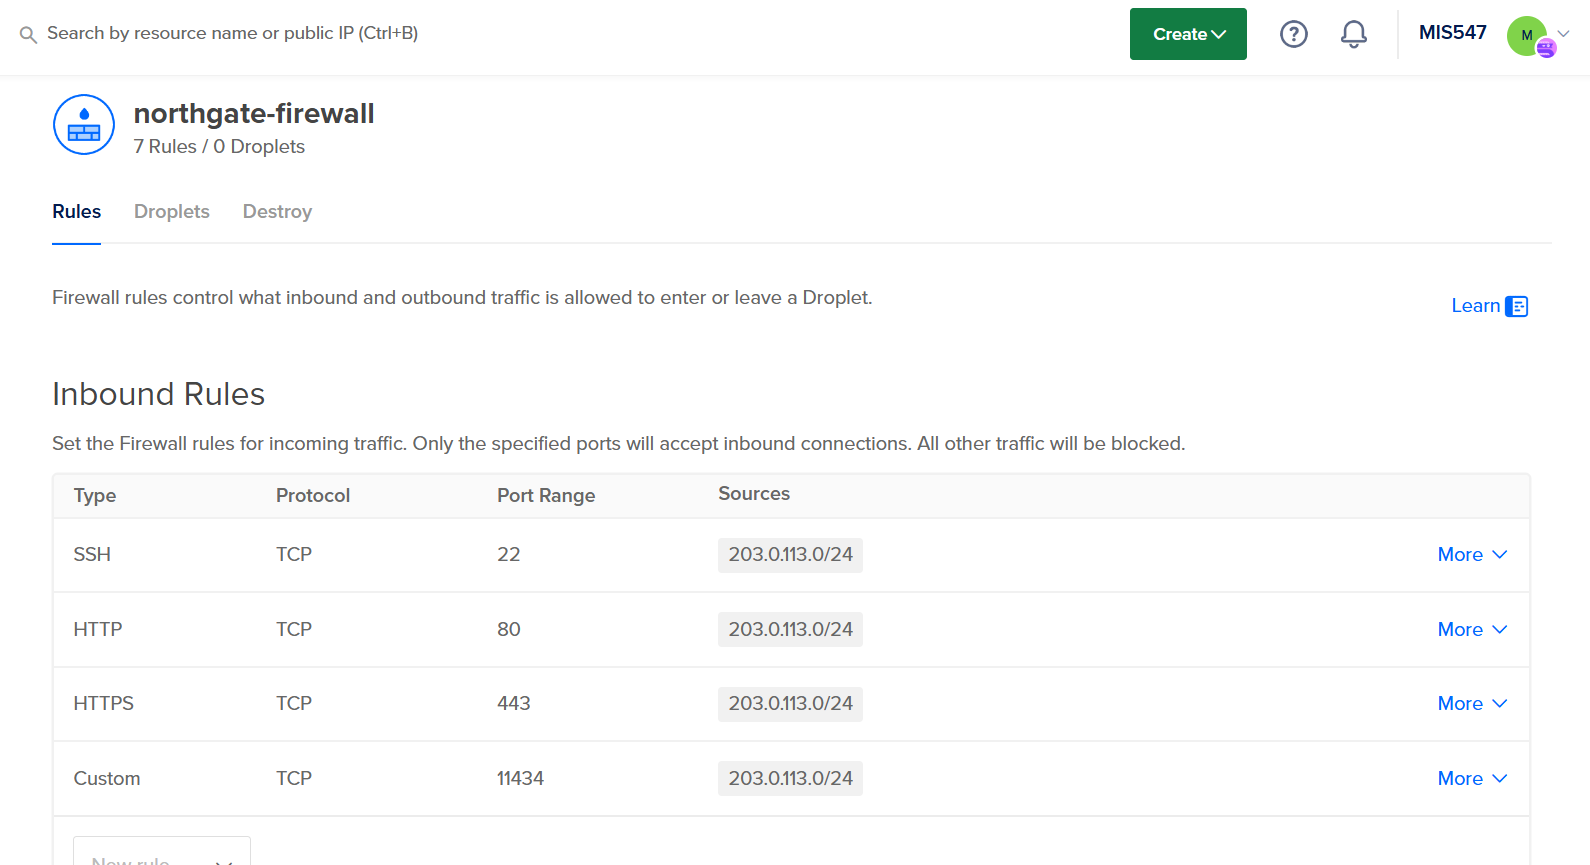 Search by resource name or public IP (Ctrl+B)
Create
MIS547
M
northgate-firewall
7 Rules / 0 Droplets
Rules Droplets Destroy
Firewall rules control what inbound and outbound traffic is allowed to enter or leave a Droplet.
Learn
Inbound Rules
Set the Firewall rules for incoming traffic. Only the specified ports will accept inbound connections. All other traffic will be blocked.
Type Protocol Port Range Sources
SSH TCP 22 203.0.113.0/24 More
HTTP TCP 80 203.0.113.0/24 More
HTTPS TCP 443 203.0.113.0/24 More
Custom TCP 11434 203.0.113.0/24 More
New rule